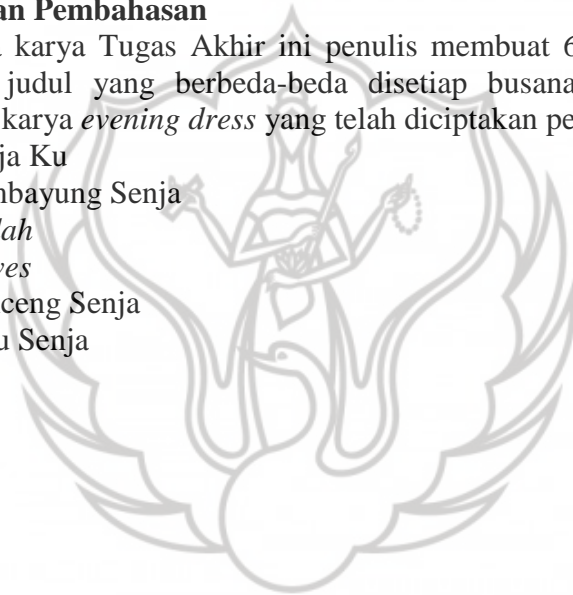 an Pembahasan
karya Tugas Akhir ini penulis membuat 6
judul yang berbeda-beda disetiap busana
karya evening dress yang telah diciptakan pe
ja Ku
nbayung Senja
lah
ves
ceng Senja
u Senja